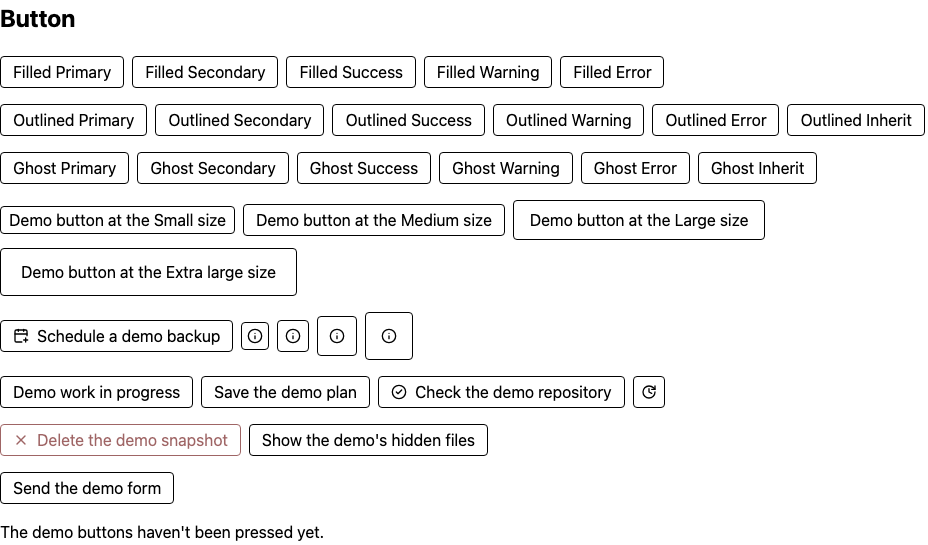 Button
Filled Primary Filled Secondary Filled Success Filled Warning Filled Error
Outlined Primary Outlined Secondary Outlined Success Outlined Warning Outlined Error Outlined Inherit
Ghost Primary Ghost Secondary Ghost Success Ghost Warning Ghost Error Ghost Inherit
Demo button at the Small size Demo button at the Medium size Demo button at the Large size
Demo button at the Extra large size
Schedule a demo backup
Demo work in progress Save the demo plan Check the demo repository
Delete the demo snapshot Show the demo's hidden files
Send the demo form
The demo buttons haven't been pressed yet.